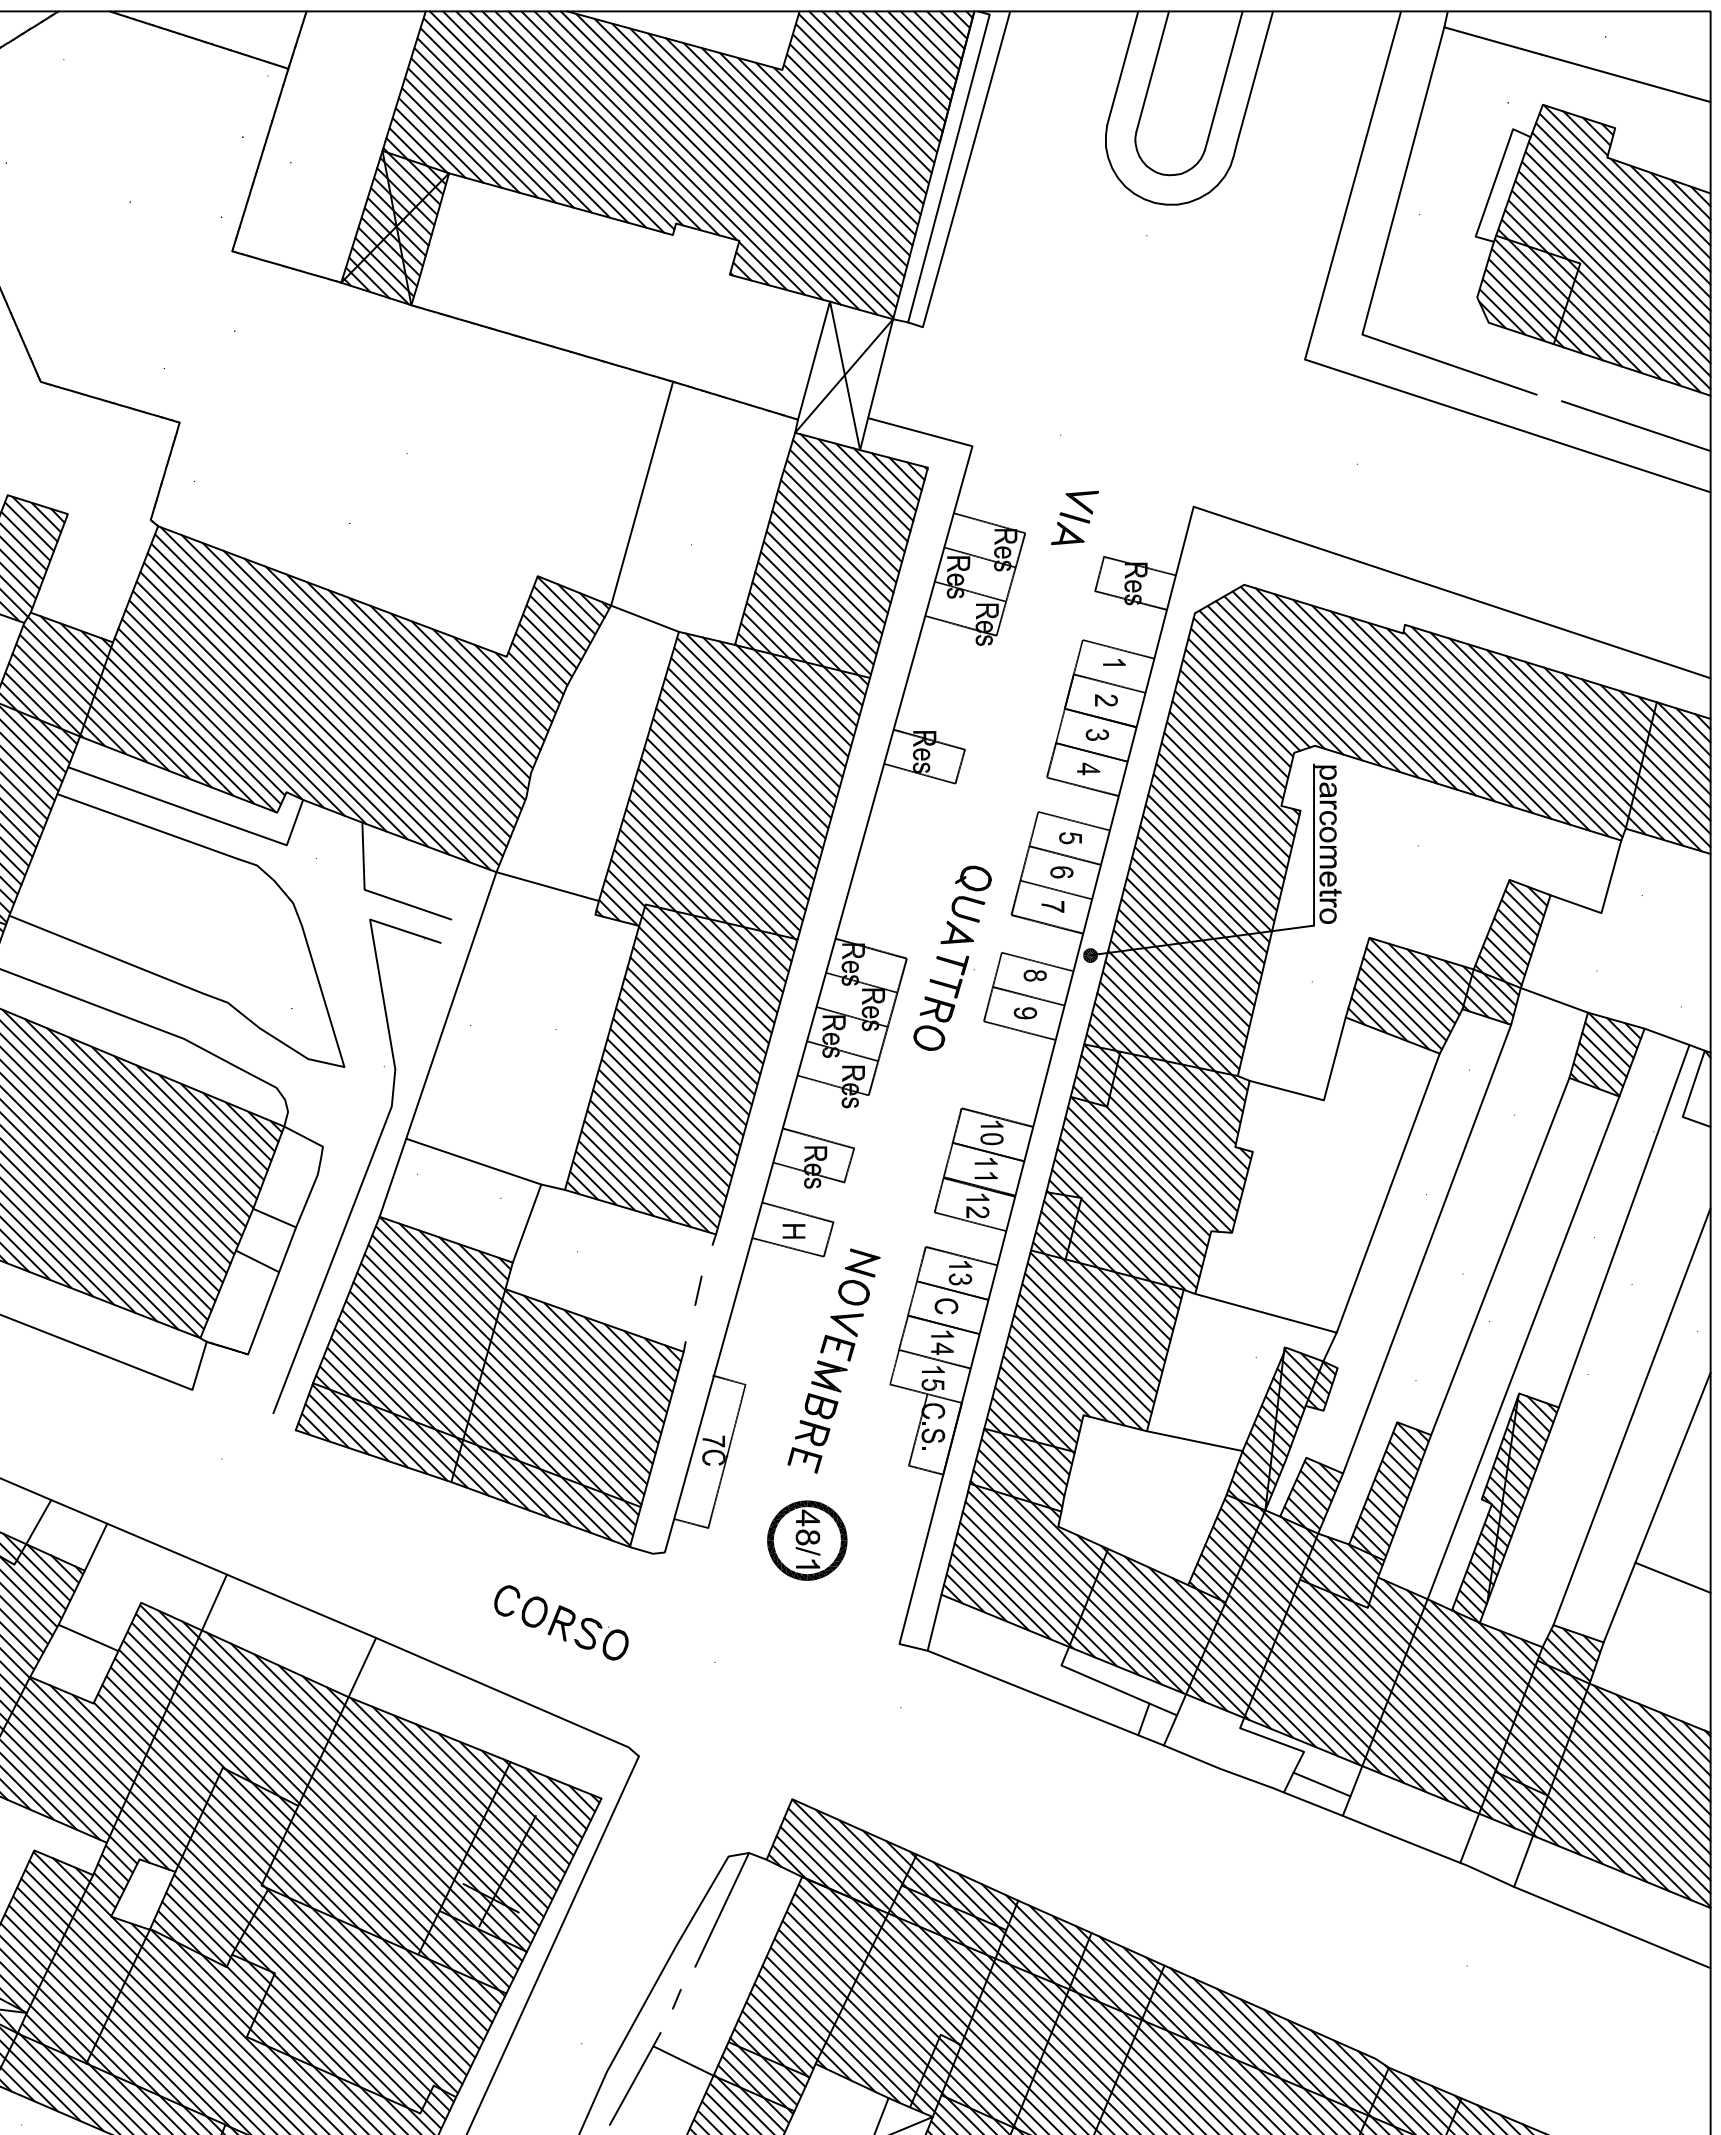 VIA
QUATTRO
NOVEMBRE
48/1
CORSO
parcometro
Res
1
2
3
4
5
6
7
8
9
10
11
12
13
C
14
15
C.S.
Res
Res
Res
Res
Res
Res
Res
Res
Res
H
7C